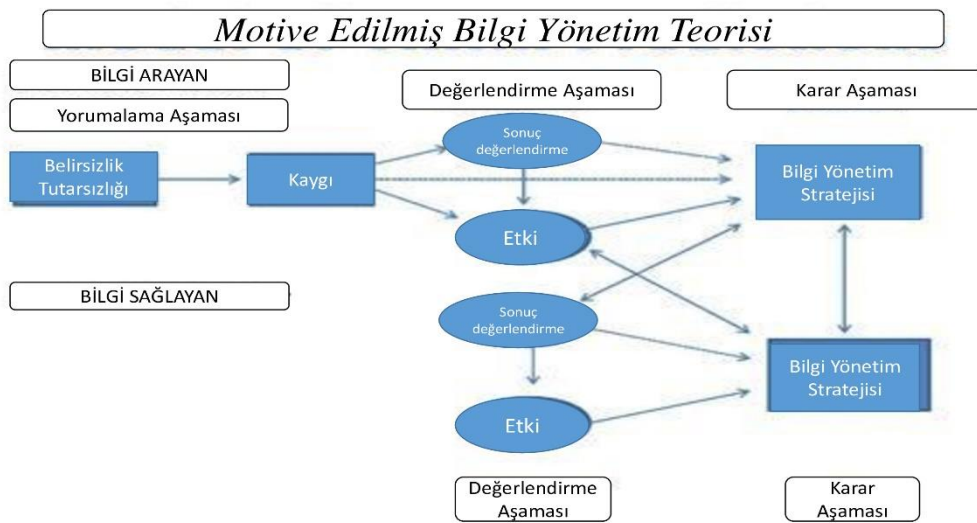 Motive Edilmiş Bilgi Yönetim Teorisi
BİLGİ ARAYAN
Yorumalama Aşaması
Değerlendirme Aşaması
Karar Aşaması
Belirsizlik
Tutarsızlığı
Kaygı
Sonuç
değerlendirme
Etki
Bilgi Yönetim
Stratejisi
BİLGİ SAĞLAYAN
Sonuç
değerlendirme
Etki
Bilgi Yönetim
Stratejisi
Değerlendirme
Aşaması
Karar
Aşaması